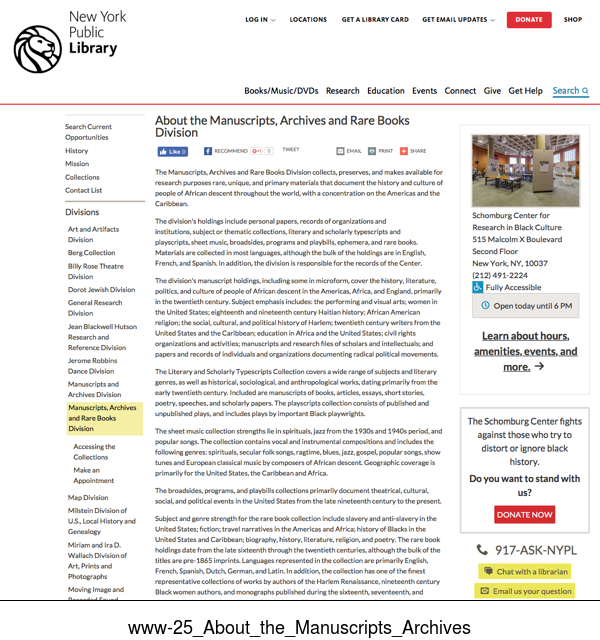 New York
Public
Library
LOG IN
LOCATIONS
GET A LIBRARY CARD
GET EMAIL UPDATES
DONATE
SHOP
Books/Music/DVDs
Research
Education
Events
Connect
Give
Get Help
Search
Search Current
Opportunities
History
Mission
Collections
Contact List
Divisions
Art and Artifacts
Division
Berg Collection
Billy Rose Theatre
Division
Dorot Jewish Division
General Research
Division
Jean Blackwell Hutson
Research and
Reference Division
Jerome Robbins
Dance Division
Manuscripts and
Archives Division
Manuscripts, Archives
and Rare Books
Division
Accessing the
Collections
Make an
Appointment
Map Division
Milstein Division of
U.S., Local History and
Genealogy
Miriam and Ira D.
Wallach Division of
Art, Prints and
Photographs
Moving Image and
Recorded Sound
About the Manuscripts, Archives and Rare Books
Division
Like 0
RECOMMEND
G+1 0
TWEET
EMAIL
PRINT
SHARE
The Manuscripts, Archives and Rare Books Division collects, preserves, and makes available for
research purposes rare, unique, and primary materials that document the history and culture of
people of African descent throughout the world, with a concentration on the Americas and the
Caribbean.
The division's holdings include personal papers, records of organizations and
institutions, subject or thematic collections, literary and scholarly typescripts and
playscripts, sheet music, broadsides, programs and playbills, ephemera, and rare books.
Materials are collected in most languages, although the bulk of the holdings are in English,
French, and Spanish. In addition, the division is responsible for the records of the Center.
The division's manuscript holdings, including some in microform, cover the history, literature,
politics, and culture of people of African descent in the Americas, Africa, and England, primarily
in the twentieth century. Subject emphasis includes: the performing and visual arts; women in
the United States; eighteenth and nineteenth century Haitian history; African American
religion; the social, cultural, and political history of Harlem; twentieth century writers from the
United States and the Caribbean; education in Africa and the United States; civil rights
organizations and activities; manuscripts and research files of scholars and intellectuals; and
papers and records of individuals and organizations documenting radical political movements.
The Literary and Scholarly Typescripts Collection covers a wide range of subjects and literary
genres, as well as historical, sociological, and anthropological works, dating primarily from the
early twentieth century. Included are manuscripts of books, articles, essays, short stories,
poetry, speeches, and scholarly papers. The playscripts collection consists of published and
unpublished plays, and includes plays by important Black playwrights.
The sheet music collection strengths lie in spirituals, jazz from the 1930s and 1940s period, and
popular songs. The collection contains vocal and instrumental compositions and includes the
following genres: spirituals, secular folk songs, ragtime, blues, jazz, gospel, popular songs, show
tunes and European classical music by composers of African descent. Geographic coverage is
primarily for the United States, the Caribbean and Africa.
The broadsides, programs, and playbills collections primarily document theatrical, cultural,
social, and political events in the United States from the late nineteenth century to the present.
Subject and genre strength for the rare book collection include slavery and anti-slavery in the
United States; fiction; travel narratives in the Americas and Africa; history of Blacks in the
United States and Caribbean; biography, history, literature, religion, and poetry. The rare book
holdings date from the late sixteenth through the twentieth centuries, although the bulk of the
titles are pre-1865 imprints. Languages represented in the collection are primarily English,
French, Spanish, Dutch, German, and Latin. In addition, the collection has one of the finest
representative collections of works by authors of the Harlem Renaissance, nineteenth century
Black women authors, and monographs published during the sixteenth, seventeenth, and
Schomburg Center for
Research in Black Culture
515 Malcolm X Boulevard
Second Floor
New York, NY, 10037
(212) 491-2224
Fully Accessible
Open today until 6 PM
Learn about hours,
amenities, events, and
more.
The Schomburg Center fights
against those who try to
distort or ignore black
history.
Do you want to stand with
us?
DONATE NOW
917-ASK-NYPL
Chat with a librarian
Email us your question
www-25_About_the_Manuscripts_Archives